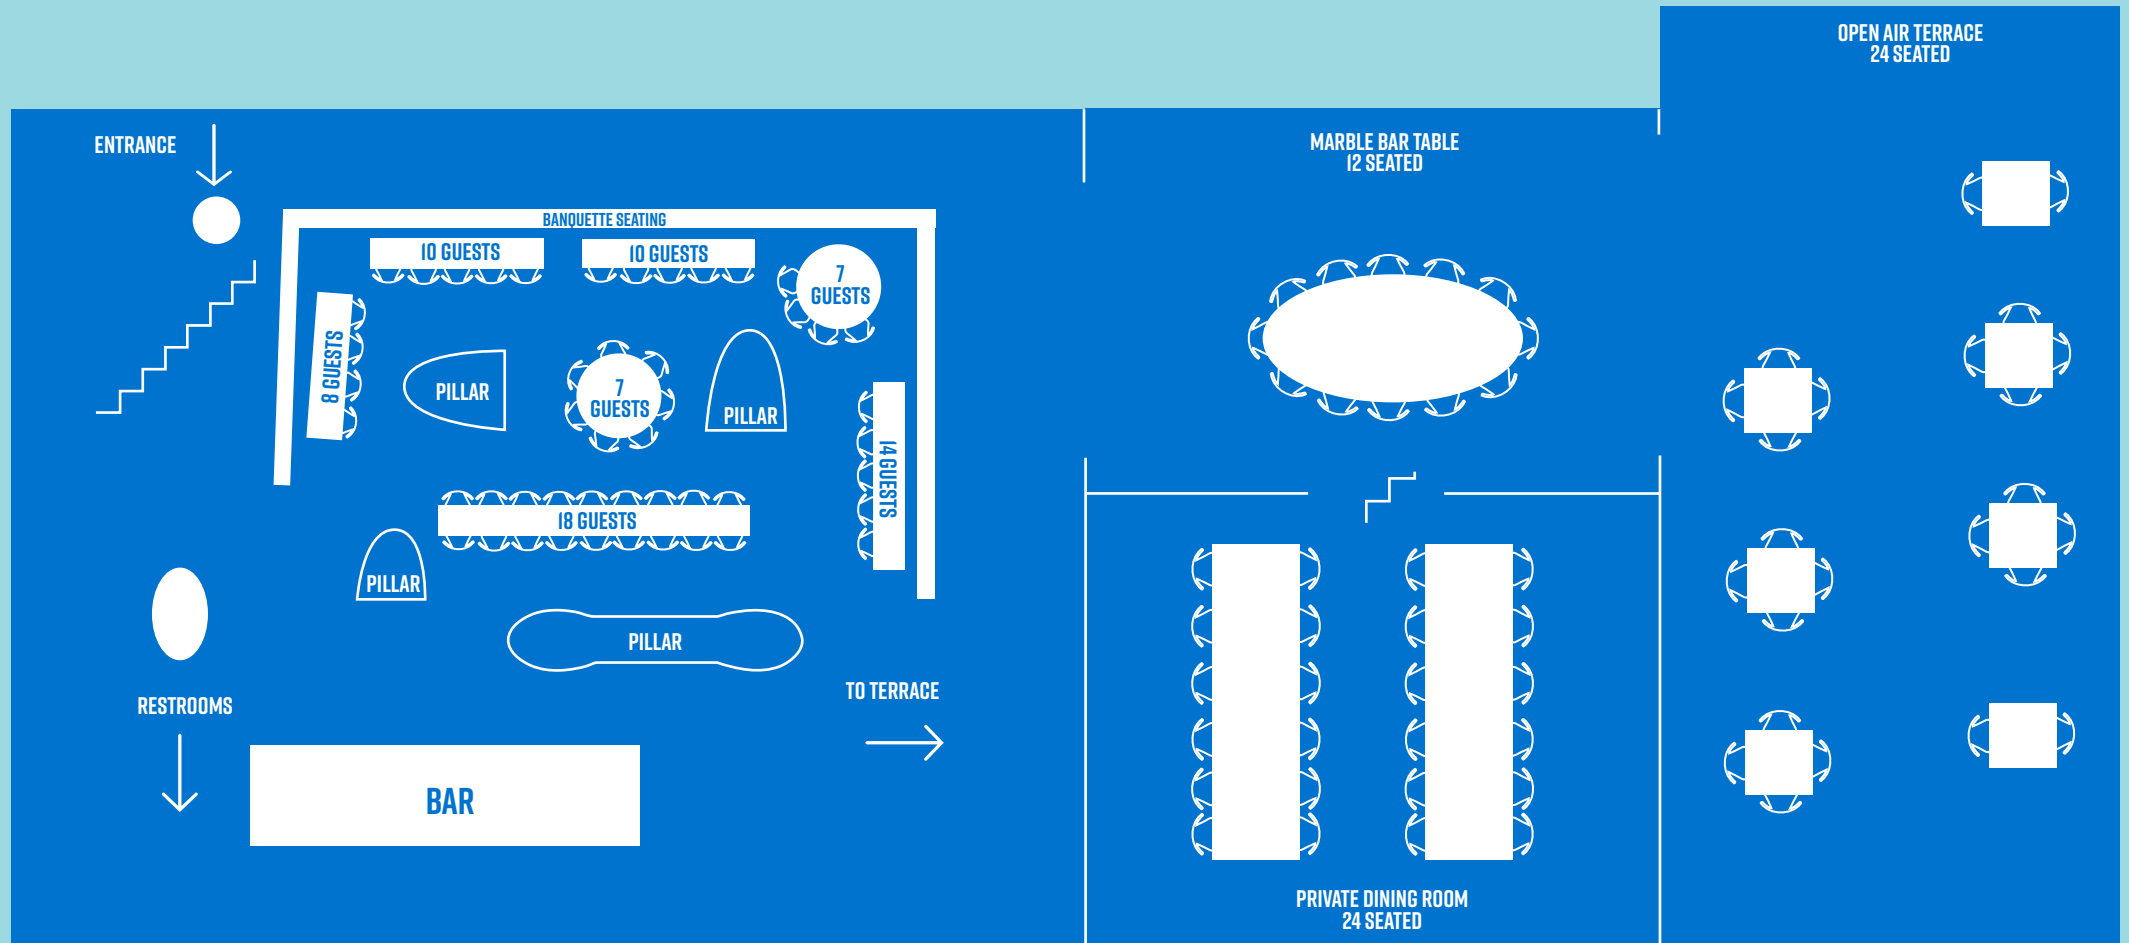 OPEN AIR TERRACE
24 SEATED
ENTRANCE
MARBLE BAR TABLE
12 SEATED
BANQUETTE SEATING
10 GUESTS
10 GUESTS
7
GUESTS
8 GUESTS
PILLAR
7
GUESTS
PILLAR
14 GUESTS
18 GUESTS
PILLAR
PILLAR
TO TERRACE
RESTROOMS
BAR
PRIVATE DINING ROOM
24 SEATED